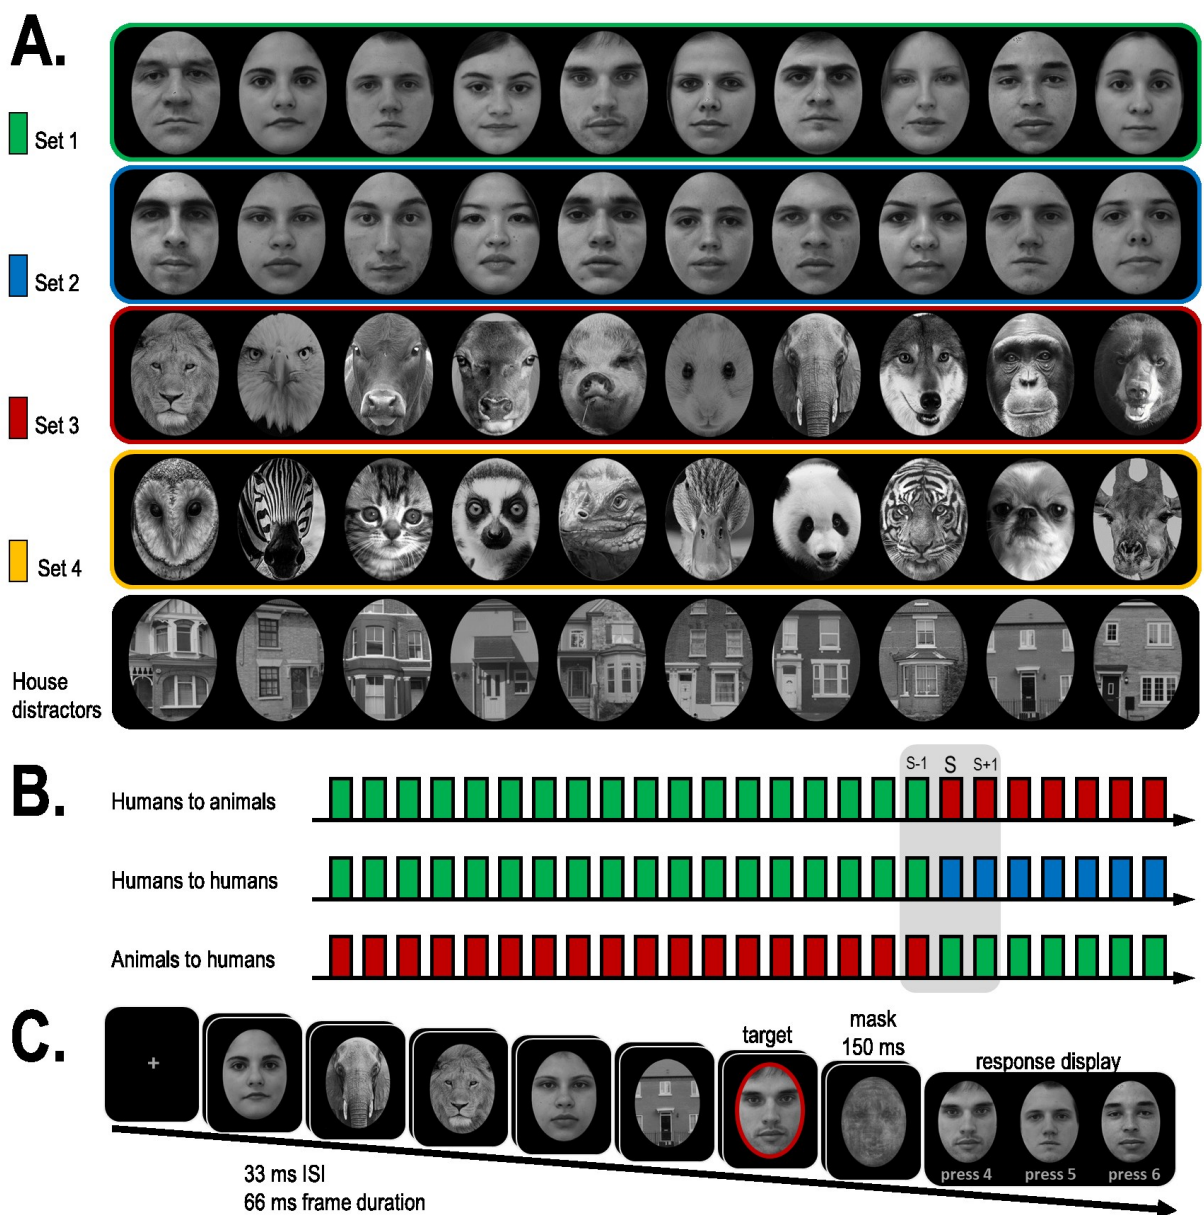 A.
Set 1
Set 2
Set 3
Set 4
House
distractors
B.
S-1 S S+1
Humans to animals
Humans to humans
Animals to humans
C.
target
mask
150 ms
response display
+
press 4 press 5 press 6
33 ms ISI
66 ms frame duration